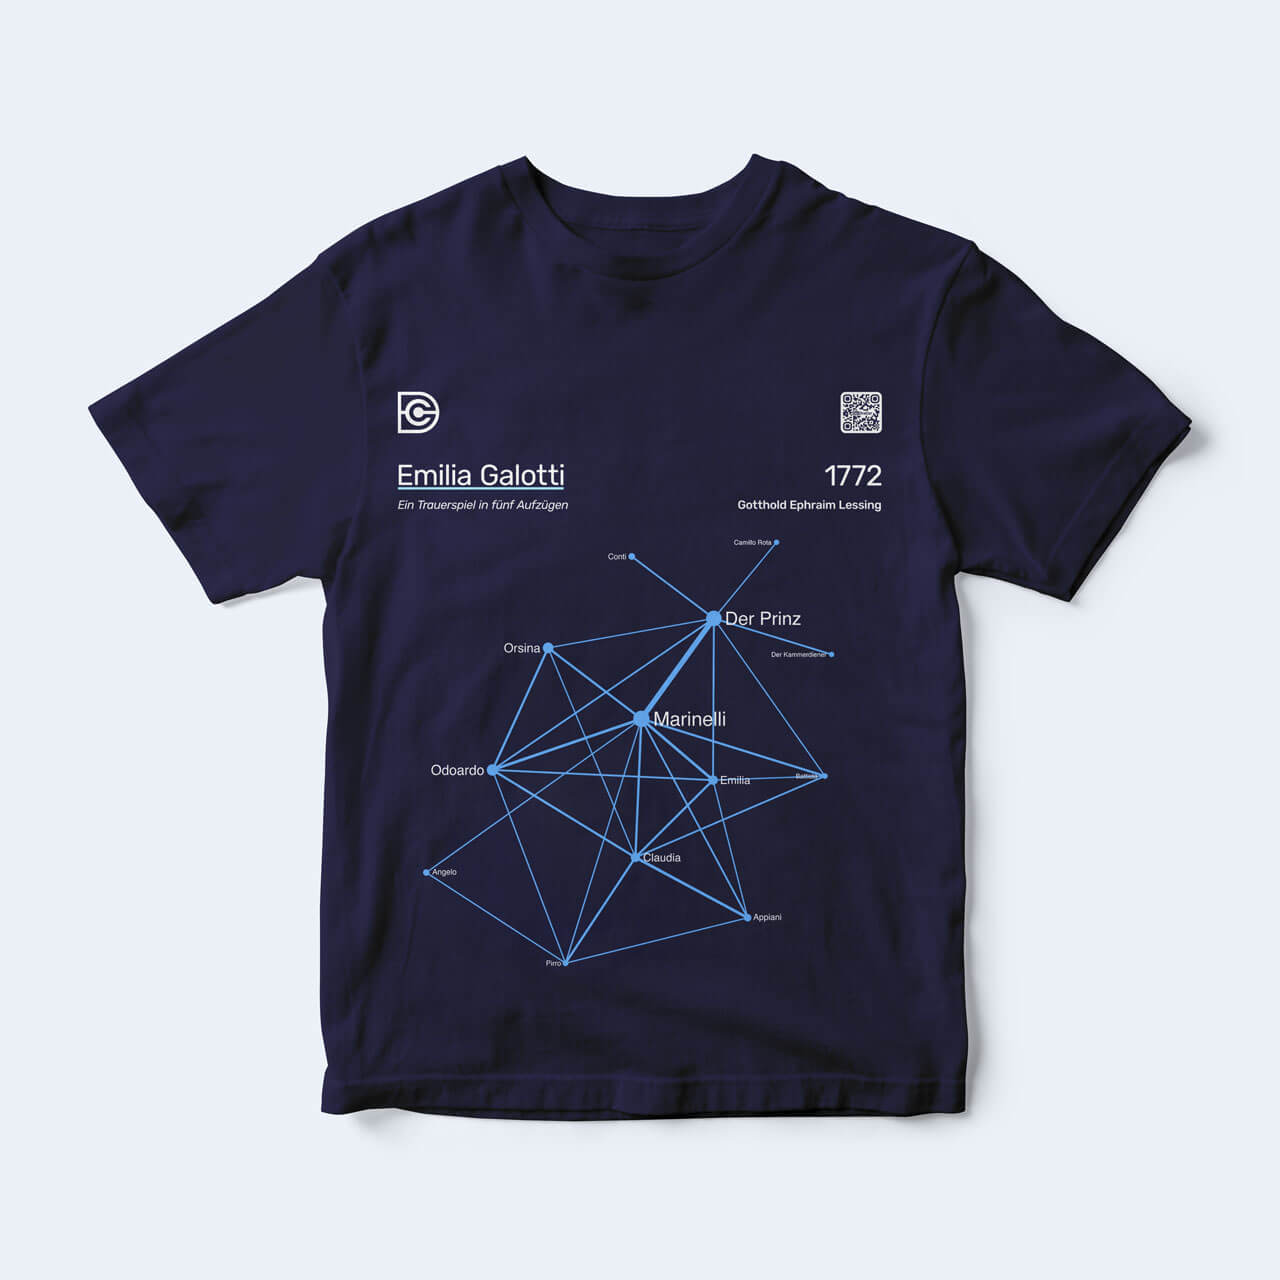 Emilia Galotti
1772
Ein Trauerspiel in fünf Aufzügen
Gotthold Ephraim Lessing
Camillo Rota
Conti
Der Prinz
Orsina
Der Kammerdiener
Marinelli
Odoardo
Battista
Emilia
Claudia
Angelo
Appiani
Pirro